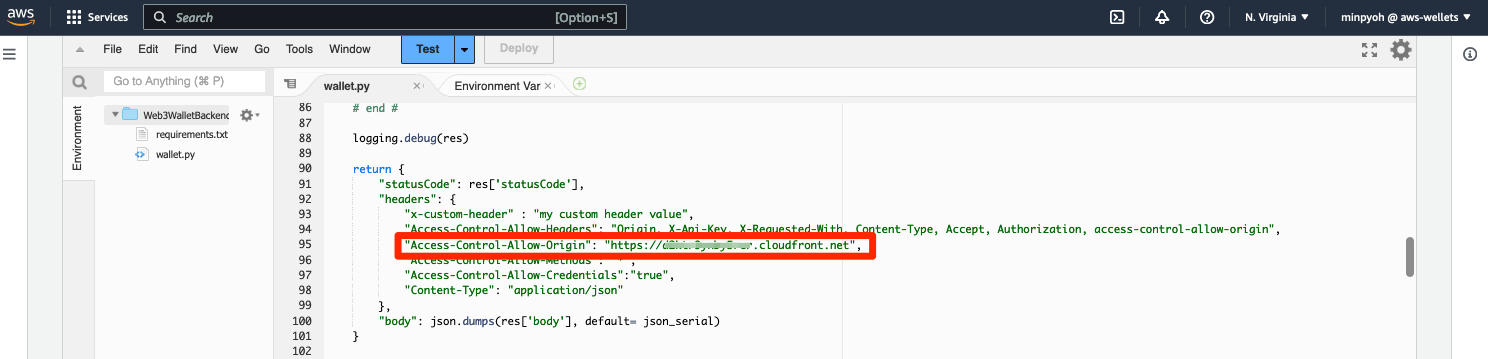 aws Services Search [Option+S] N. Virginia minpyoh @ aws-wellets
File Edit Find View Go Tools Window Test Deploy
Go to Anything (⌘ P) wallet.py Environment Var
Environment
Web3WalletBackend
requirements.txt
wallet.py
86 # end #
87
88 logging.debug(res)
89
90 return {
91 "statusCode": res['statusCode'],
92 "headers": {
93 "x-custom-header" : "my custom header value",
94 "Access-Control-Allow-Headers": "Origin, X-Api-Key, X-Requested-With, Content-Type, Accept, Authorization, access-control-allow-origin",
95 "Access-Control-Allow-Origin": "https:// .cloudfront.net",
96 "Access-Control-Allow-Methods" : "*",
97 "Access-Control-Allow-Credentials":"true",
98 "Content-Type": "application/json"
99 },
100 "body": json.dumps(res['body'], default= json_serial)
101 }
102